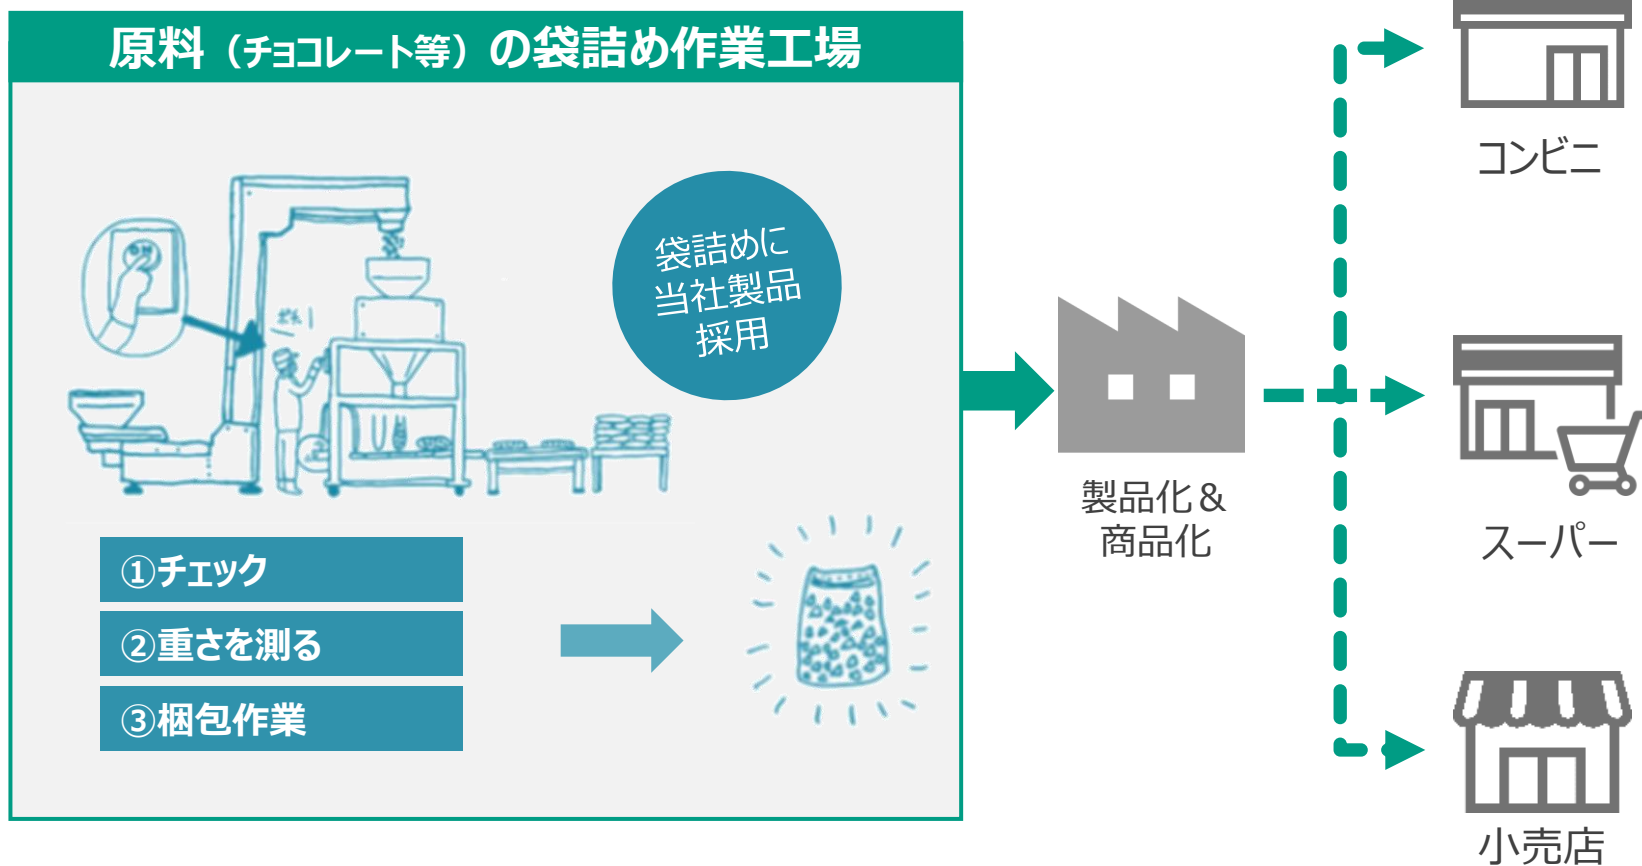 原料（チョコレート等）の袋詰め作業工場
袋詰めに
当社製品
採用
①チェック
②重さを測る
③梱包作業
製品化＆
商品化
コンビニ
スーパー
小売店